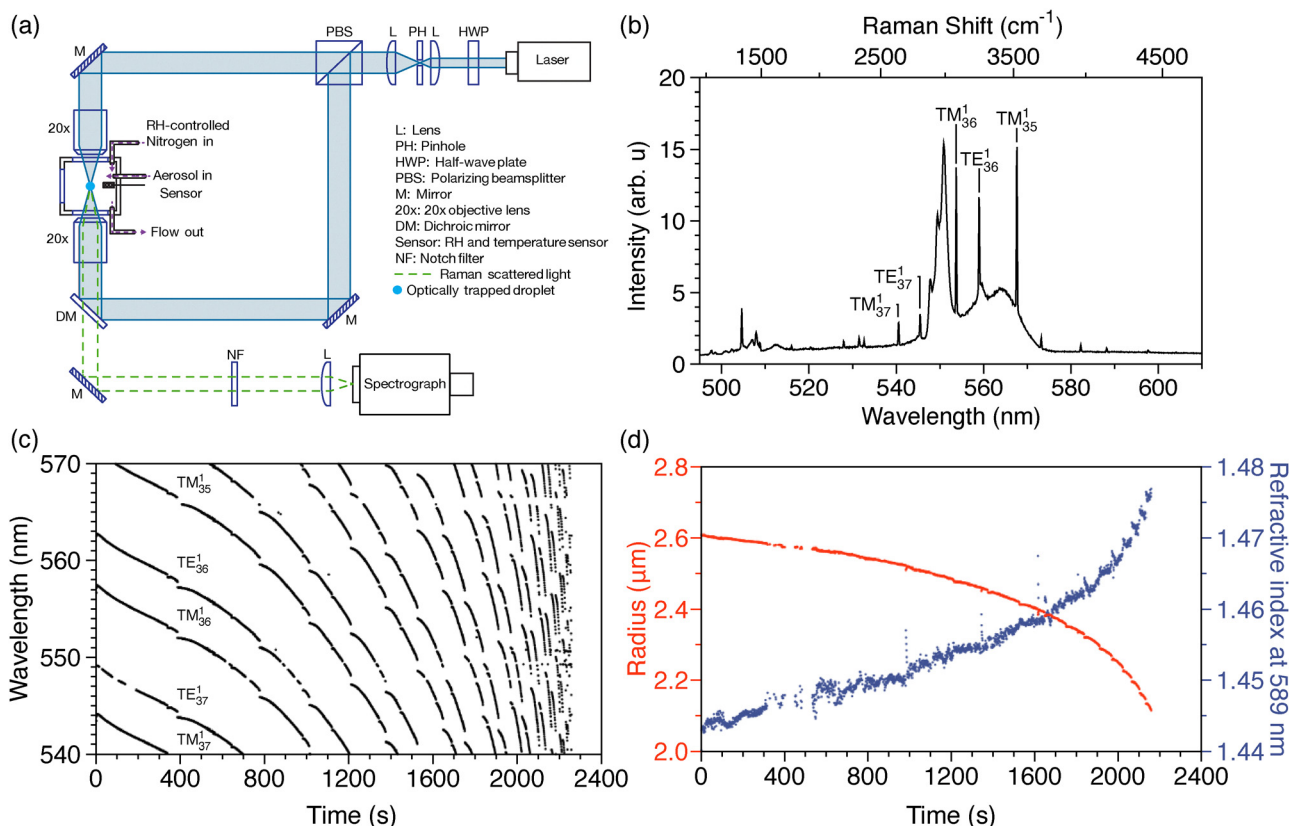 (a)
M
PBS
L
PH
L
HWP
Laser
20x
RH-controlled
Nitrogen in
Aerosol in
Sensor
20x
Flow out
DM
M
M
NF
L
Spectrograph
L: Lens
PH: Pinhole
HWP: Half-wave plate
PBS: Polarizing beamsplitter
M: Mirror
20x: 20x objective lens
DM: Dichroic mirror
Sensor: RH and temperature sensor
NF: Notch filter
Raman scattered light
Optically trapped droplet
(b)
Raman Shift (cm⁻¹)
1500 2500 3500 4500
20
15
10
5
0
Intensity (arb. u)
TM¹₃₆
TM¹₃₅
TE¹₃₆
TE¹₃₇
TM¹₃₇
500 520 540 560 580 600
Wavelength (nm)
(c)
570
560
550
540
Wavelength (nm)
TM¹₃₅
TE¹₃₆
TM¹₃₆
TE¹₃₇
TM¹₃₇
0 400 800 1200 1600 2000 2400
Time (s)
(d)
2.8
2.6
2.4
2.2
2.0
Radius (μm)
1.48
1.47
1.46
1.45
1.44
Refractive index at 589 nm
0 400 800 1200 1600 2000 2400
Time (s)